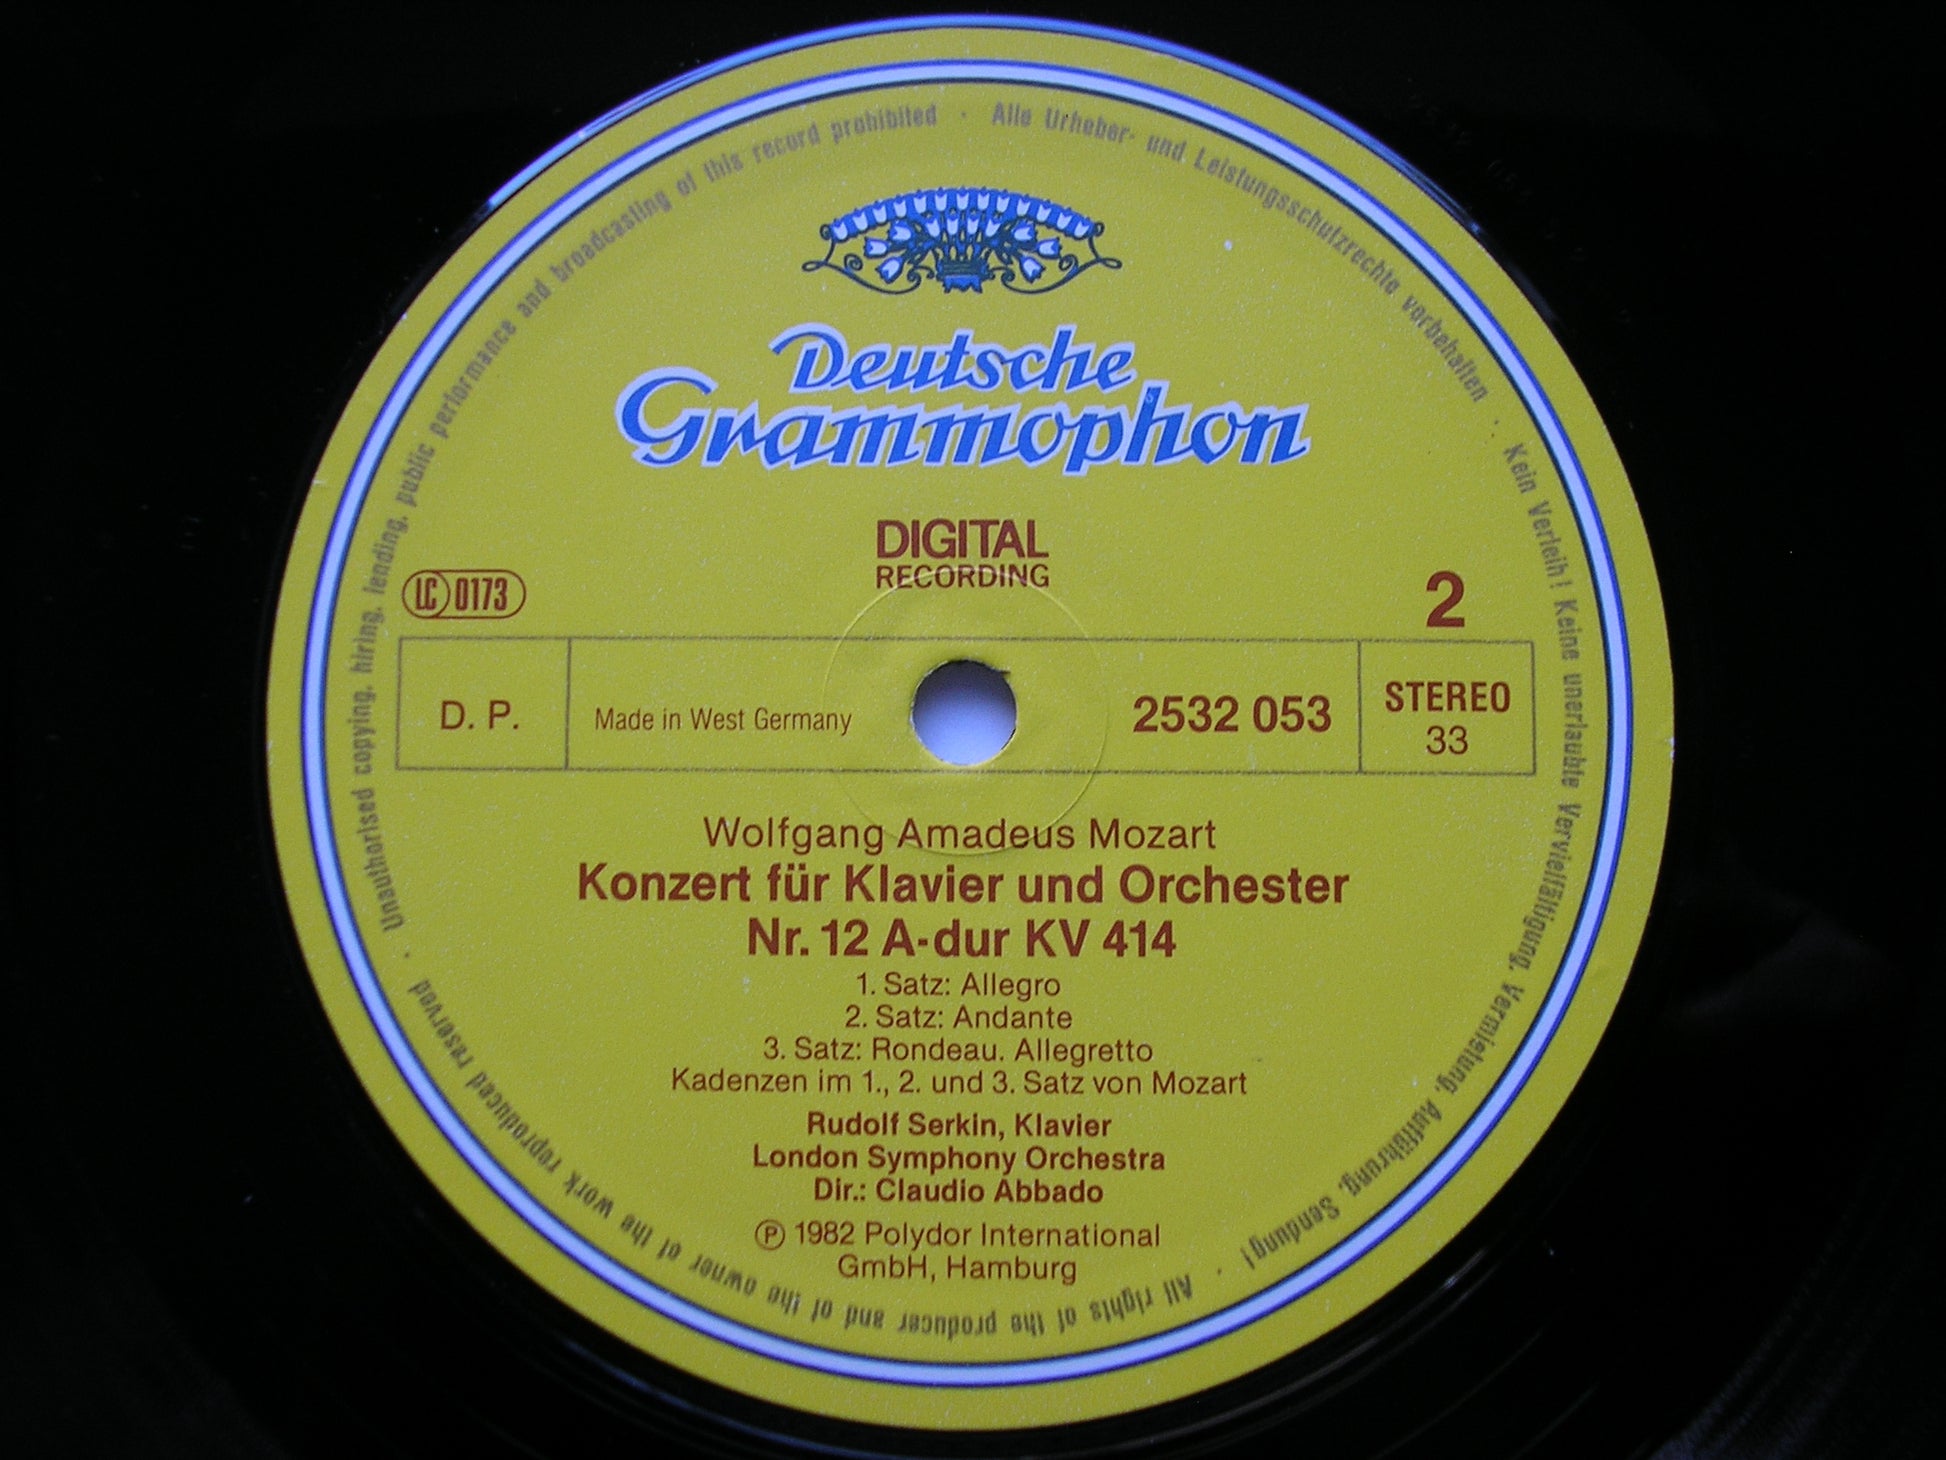 Deutsche
Grammophon
DIGITAL
RECORDING
LC 0173
2
D. P.
Made in West Germany
2532 053
STEREO
33
Wolfgang Amadeus Mozart
Konzert für Klavier und Orchester
Nr. 12 A-dur KV 414
1. Satz: Allegro
2. Satz: Andante
3. Satz: Rondeau. Allegretto
Kadenzen im 1., 2. und 3. Satz von Mozart
Rudolf Serkin, Klavier
London Symphony Orchestra
Dir.: Claudio Abbado
℗ 1982 Polydor International
GmbH, Hamburg
Alle Urheber- und Leistungsschutzrechte vorbehalten · Kein Verleih! Keine unerlaubte Vervielfältigung, Vermietung, Aufführung, Sendung! · All rights of the producer and of the owner of the work reproduced reserved · Unauthorised copying, hiring, lending, public performance and broadcasting of this record prohibited ·